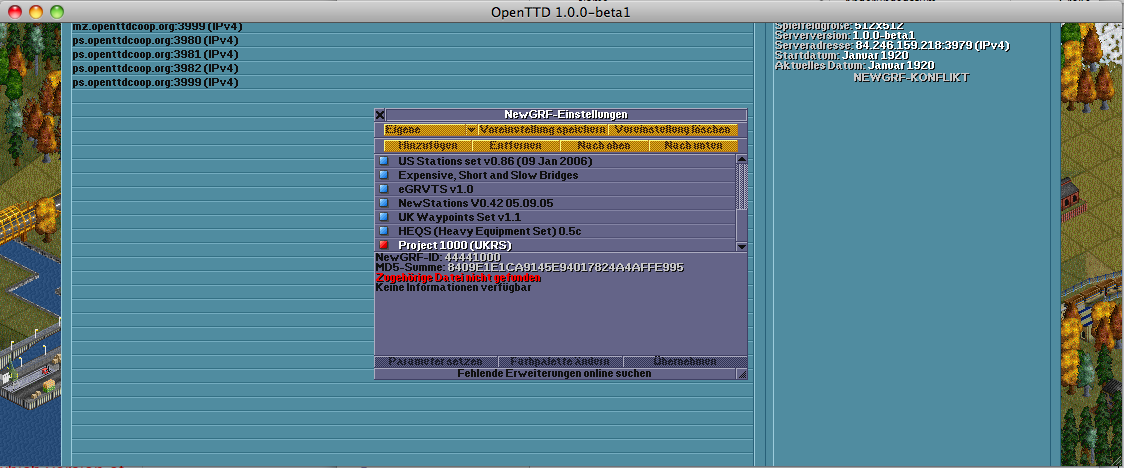 OpenTTD 1.0.0-beta1
mz.openttdcoop.org:3999 (IPv4)
ps.openttdcoop.org:3980 (IPv4)
ps.openttdcoop.org:3981 (IPv4)
ps.openttdcoop.org:3982 (IPv4)
ps.openttdcoop.org:3999 (IPv4)
Spielfeldgröße: 512x512
Serverversion: 1.0.0-beta1
Serveradresse: 84.246.159.218:3979 (IPv4)
Startdatum: Januar 1920
Aktuelles Datum: Januar 1920
NEWGRF-KONFLIKT
NewGRF-Einstellungen
Eigene Voreinstellung speichern Voreinstellung löschen
Hinzufügen Entfernen Nach oben Nach unten
US Stations set v0.86 (09 Jan 2006)
Expensive, Short and Slow Bridges
eGRVTS v1.0
NewStations V0.42 05.09.05
UK Waypoints Set v1.1
HEQS (Heavy Equipment Set) 0.5c
Project 1000 (UKRS)
NewGRF-ID: 44441000
MD5-Summe: 8409E1E1CA9145E94017824A4AFFE995
Zugehörige Datei nicht gefunden
Keine Informationen verfügbar
Parameter setzen Farbpalette Ändern Übernehmen
Fehlende Erweiterungen online suchen